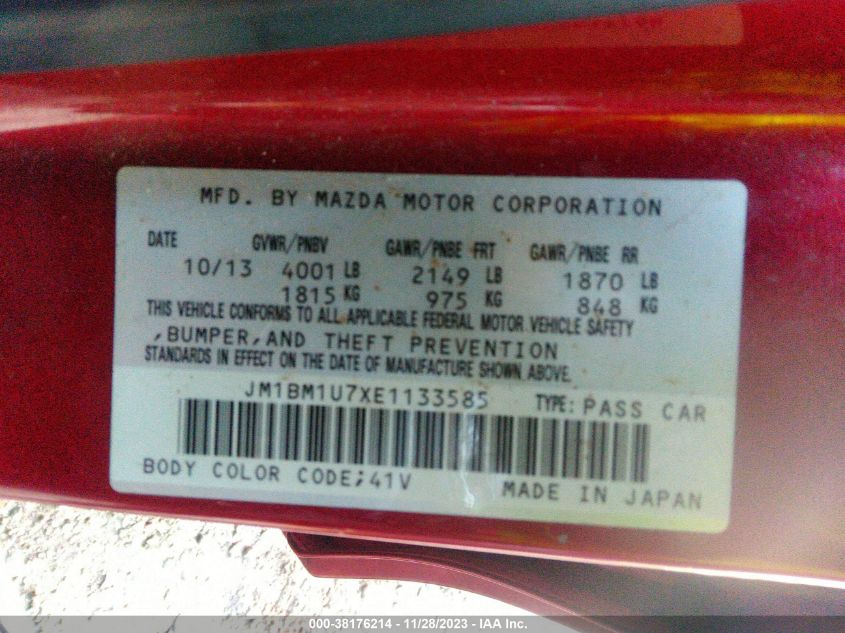 MFD. BY MAZDA MOTOR CORPORATION
DATE GVWR/PNBV GAWR/PNBE FRT GAWR/PNBE RR
10/13 4001 LB 2149 LB 1870 LB
1815 KG 975 KG 848 KG
THIS VEHICLE CONFORMS TO ALL APPLICABLE FEDERAL MOTOR VEHICLE SAFETY
,BUMPER,AND THEFT PREVENTION
STANDARDS IN EFFECT ON THE DATE OF MANUFACTURE SHOWN ABOVE.
JM1BM1U7XE1133585 TYPE: PASS CAR
BODY COLOR CODE;41V
MADE IN JAPAN
000-38176214 - 11/28/2023 - IAA Inc.